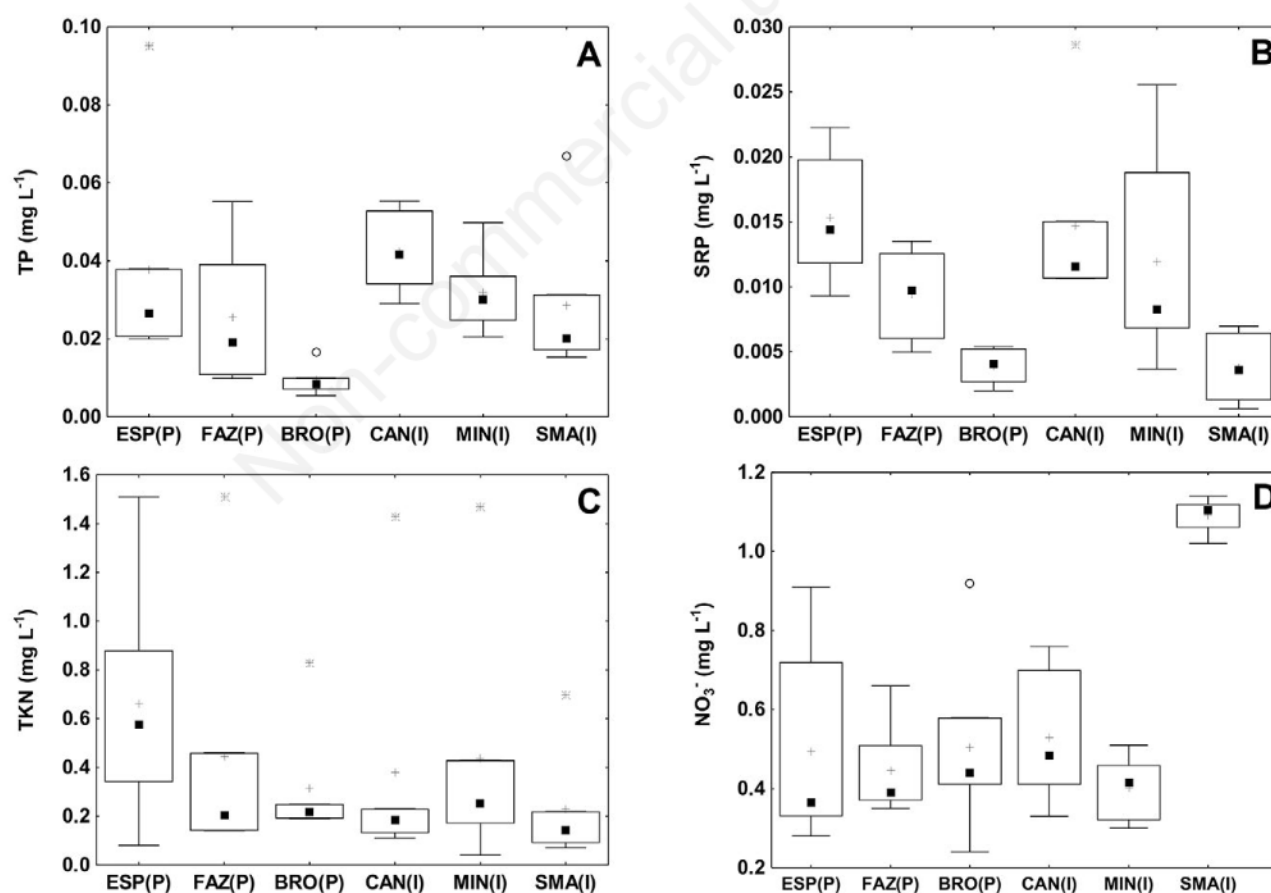 Non-commercial u
A
TP (mg L⁻¹)
0.10
0.08
0.06
0.04
0.02
0.00
ESP(P) FAZ(P) BRO(P) CAN(I) MIN(I) SMA(I)
B
SRP (mg L⁻¹)
0.030
0.025
0.020
0.015
0.010
0.005
0.000
ESP(P) FAZ(P) BRO(P) CAN(I) MIN(I) SMA(I)
C
TKN (mg L⁻¹)
1.6
1.4
1.2
1.0
0.8
0.6
0.4
0.2
0.0
ESP(P) FAZ(P) BRO(P) CAN(I) MIN(I) SMA(I)
D
NO₃⁻ (mg L⁻¹)
1.2
1.0
0.8
0.6
0.4
0.2
ESP(P) FAZ(P) BRO(P) CAN(I) MIN(I) SMA(I)